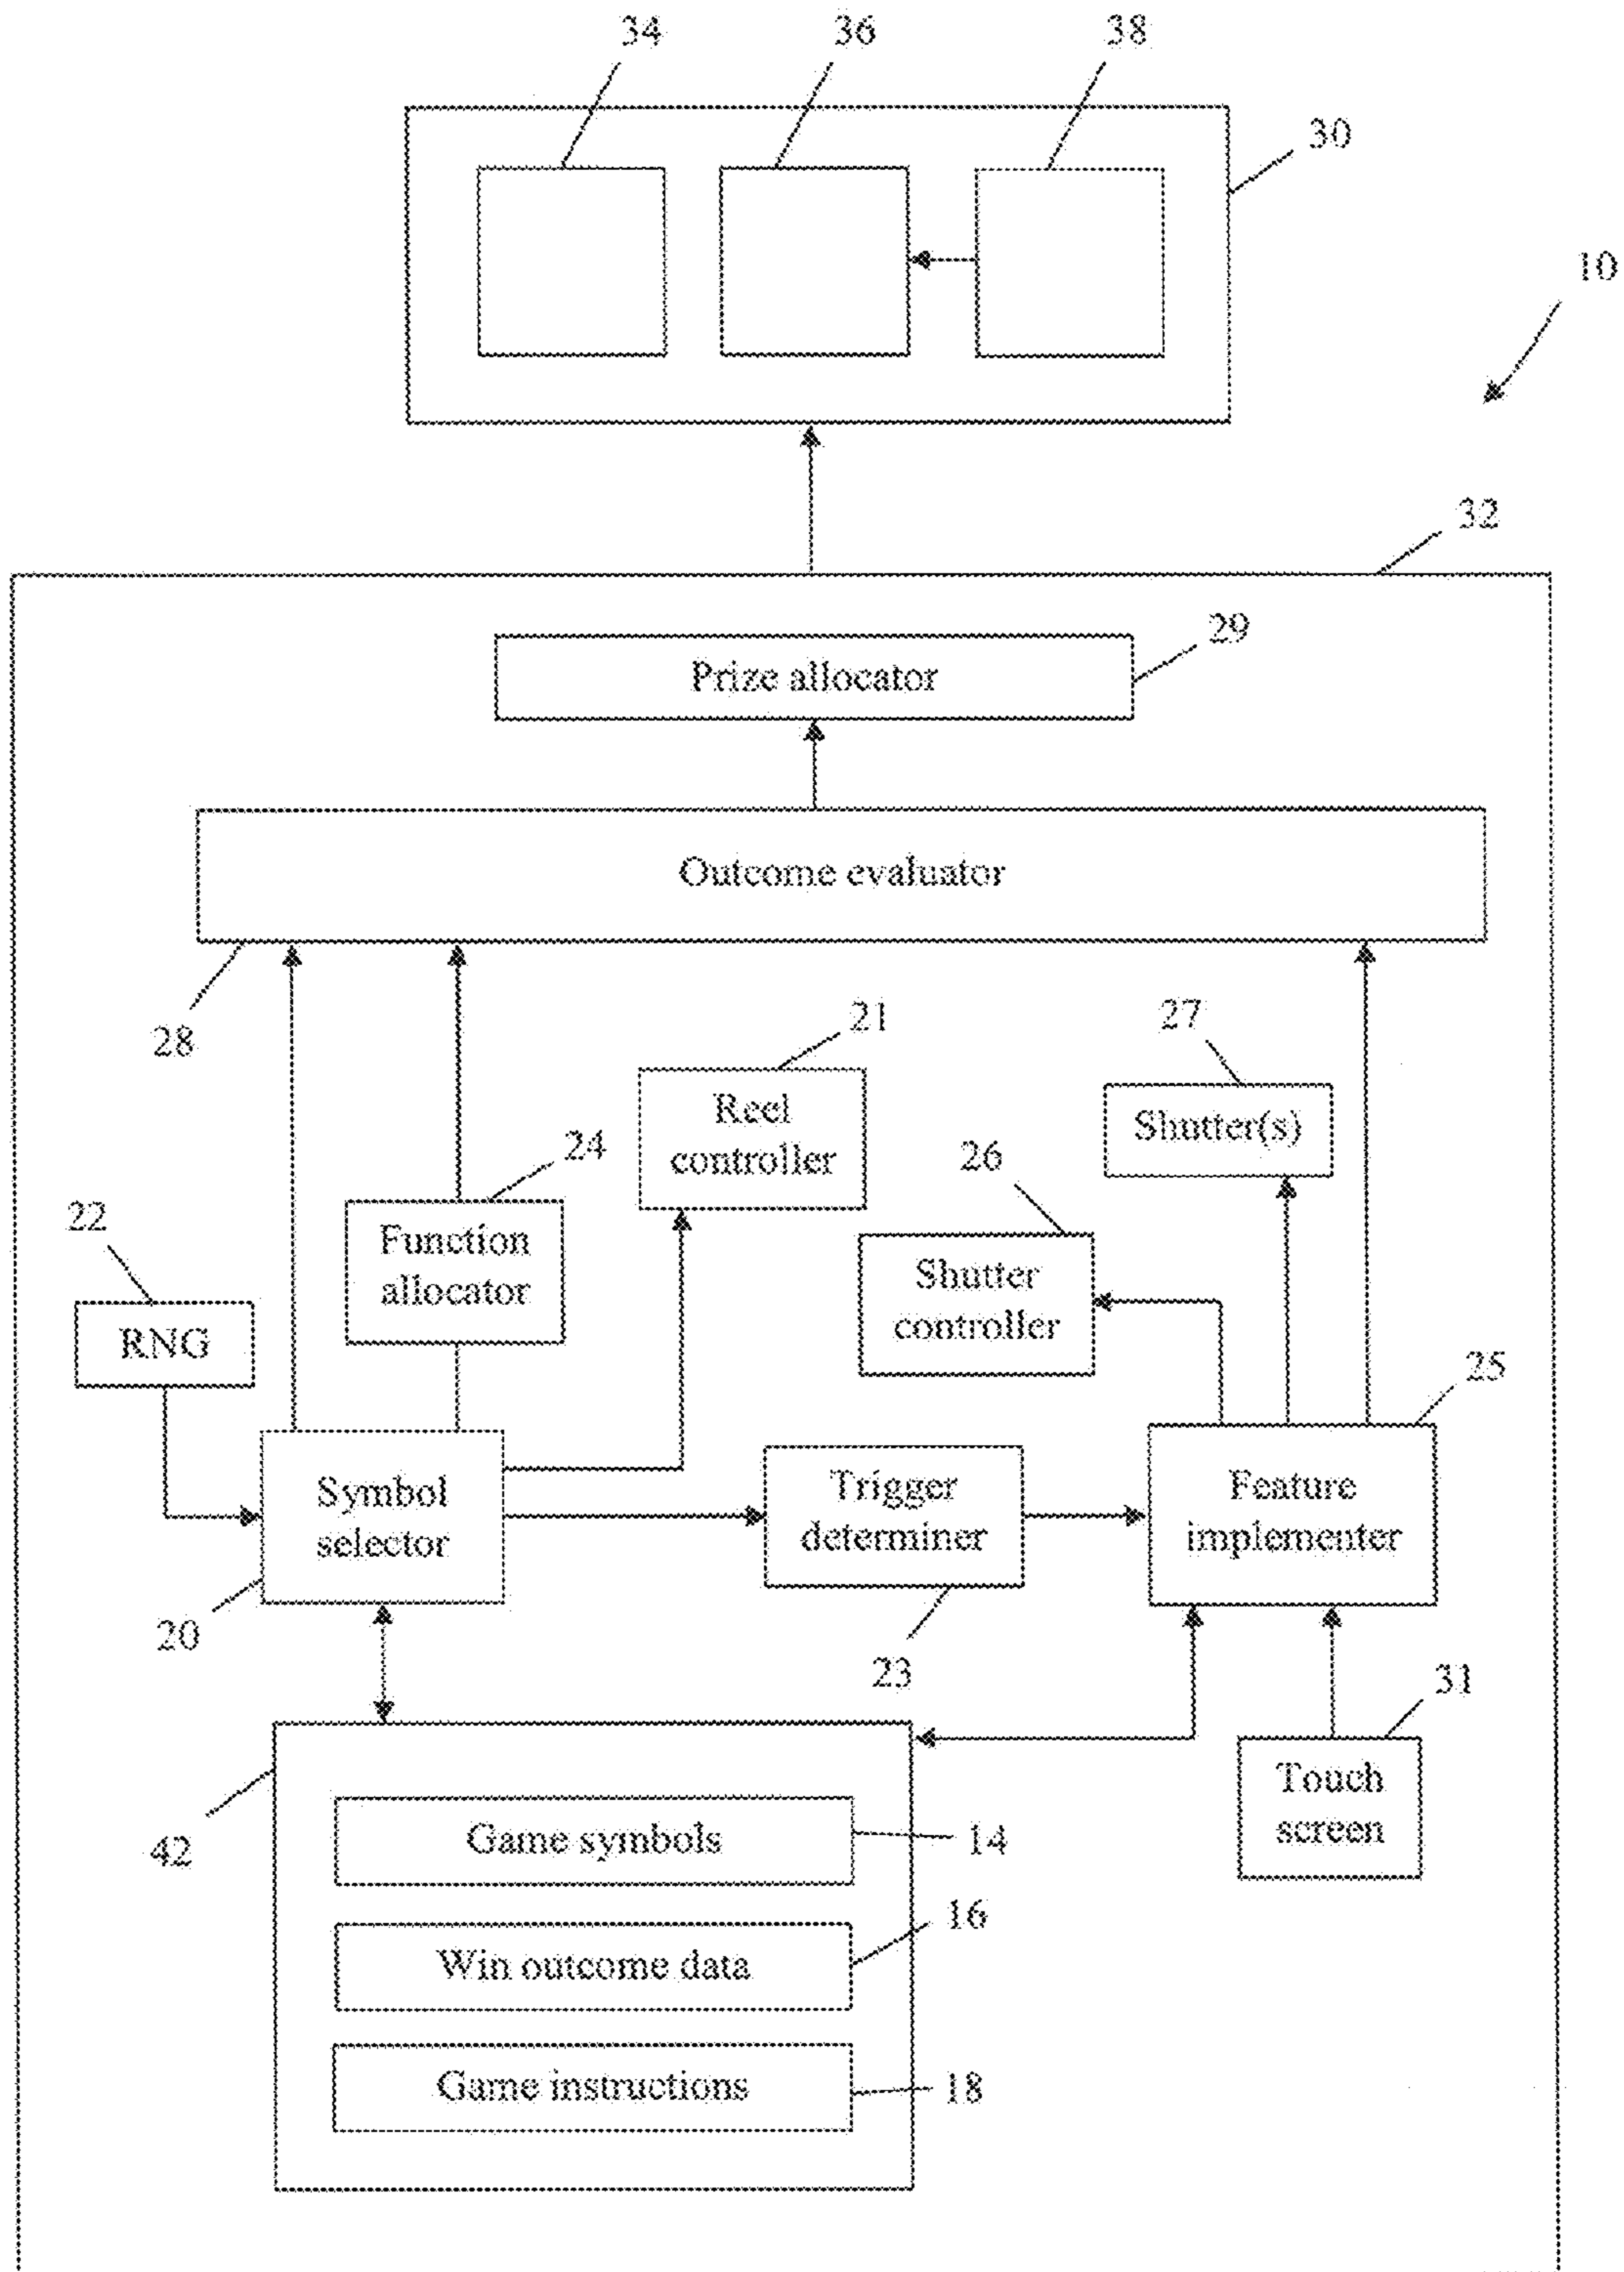 34
36
38
30
10
32
29
Prize allocator
Outcome evaluator
28
21
27
Reel
controller
Shutter(s)
24
26
22
Function
allocator
Shutter
controller
RNG
25
Symbol
selector
Trigger
determiner
Feature
implementer
20
23
31
Touch
screen
42
Game symbols
14
16
Win outcome data
Game instructions
18